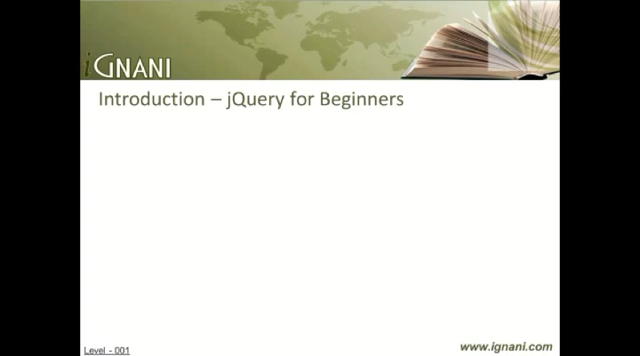 iGNANI
Introduction – jQuery for Beginners
Level - 001
www.ignani.com